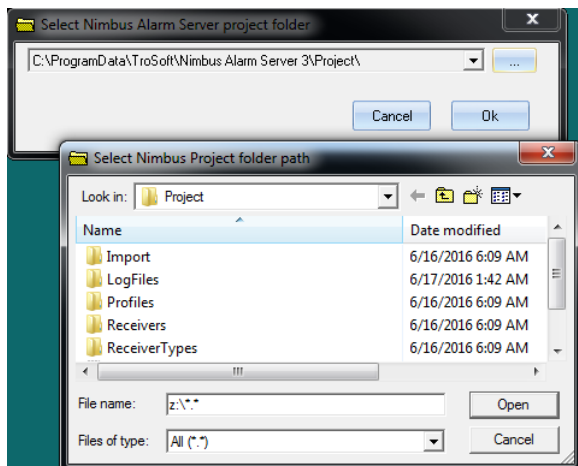 Select Nimbus Alarm Server project folder
C:\ProgramData\TroSoft\Nimbus Alarm Server 3\Project\
...
Cancel Ok
Select Nimbus Project folder path
Look in: Project
Name Date modified
Import 6/16/2016 6:09 AM
LogFiles 6/17/2016 1:42 AM
Profiles 6/16/2016 6:09 AM
Receivers 6/16/2016 6:09 AM
ReceiverTypes 6/16/2016 6:09 AM
File name: z:\*.* Open
Files of type: All (*.*) Cancel